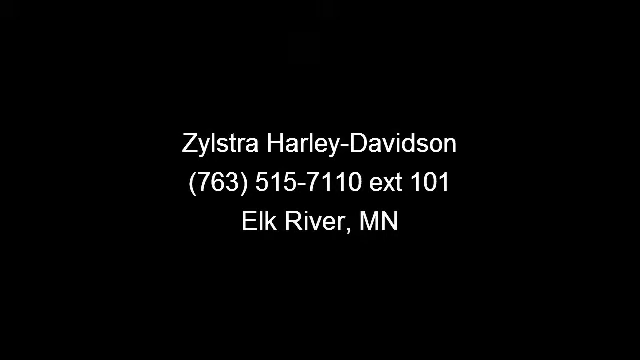 Zylstra Harley-Davidson
(763) 515-7110 ext 101
Elk River, MN